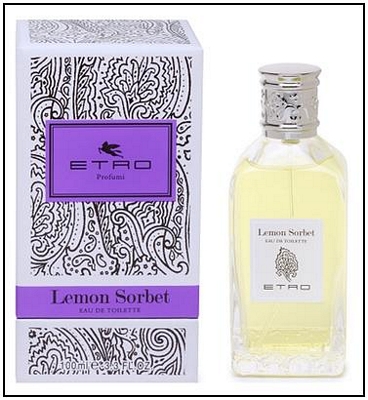 ETRO
Profumi
Lemon Sorbet
EAU DE TOILETTE
100ml e 3.3 FL.OZ
Lemon Sorbet
EAU DE TOILETTE
ETRO